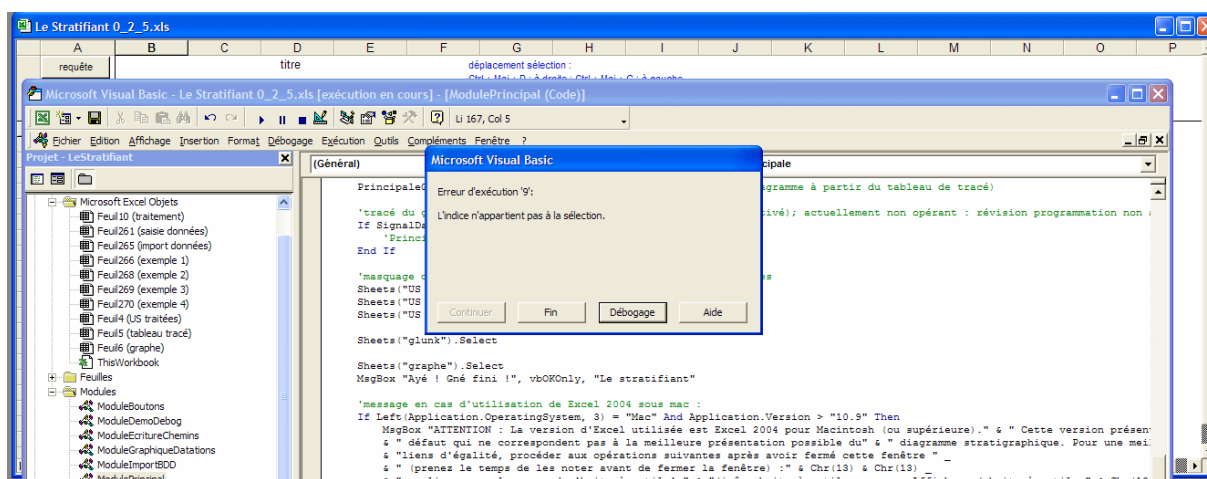 Le Stratifiant 0_2_5.xls
A B C D E F G H I J K L M N O P
requête titre déplacement sélection :
Microsoft Visual Basic - Le Stratifiant 0_2_5.xls [exécution en cours] - [ModulePrincipal (Code)]
Li 167, Col 5
Fichier Edition Affichage Insertion Format Débogage Exécution Outils Compléments Fenêtre ?
Projet - LeStratifiant
(Général)
Microsoft Excel Objets
Feuil10 (traitement)
Feuil261 (saisie données)
Feuil265 (import données)
Feuil266 (exemple 1)
Feuil268 (exemple 2)
Feuil269 (exemple 3)
Feuil270 (exemple 4)
Feuil4 (US traitées)
Feuil5 (tableau tracé)
Feuil6 (graphe)
ThisWorkbook
Feuilles
Modules
ModuleBoutons
ModuleDemoDebog
ModuleEcritureChemins
ModuleGraphiqueDatations
ModuleImportBDD
ModulePrincipal
Microsoft Visual Basic
Erreur d'exécution '9':
L'indice n'appartient pas à la sélection.
Continuer Fin Débogage Aide
cipale
Principale
gramme à partir du tableau de tracé)
'tracé du
ivé); actuellement non opérant : révision programmation non
If SignalDa
'Princi
End If
'masquage
s
Sheets("US
Sheets("US
Sheets("US
Sheets("glunk").Select
Sheets("graphe").Select
MsgBox "Ayé ! Gné fini !", vbOKOnly, "Le stratifiant"
'message en cas d'utilisation de Excel 2004 sous mac :
If Left(Application.OperatingSystem, 3) = "Mac" And Application.Version > "10.9" Then
MsgBox "ATTENTION : La version d'Excel utilisée est Excel 2004 pour Macintosh (ou supérieure)." & " Cette version présen
& " défaut qui ne correspondent pas à la meilleure présentation possible du" & " diagramme stratigraphique. Pour une mei
& "liens d'égalité, procéder aux opérations suivantes après avoir fermé cette fenêtre " _
& " (prenez le temps de les noter avant de fermer la fenêtre) :" & Chr(13) & Chr(13) _